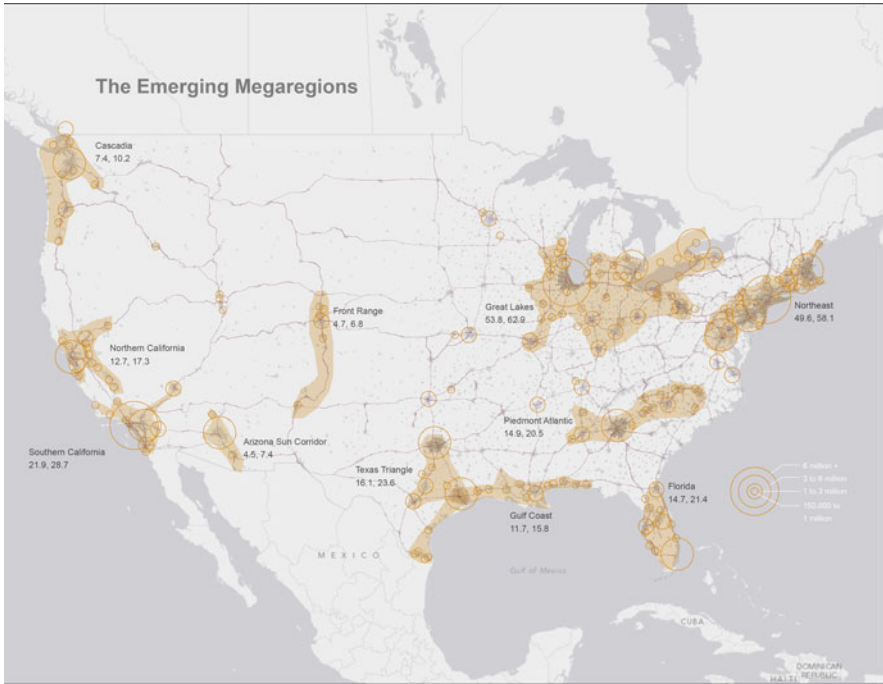 The Emerging Megaregions
Cascadia
7.4, 10.2
Front Range
4.7, 6.8
Great Lakes
53.8, 62.9
Northeast
49.6, 58.1
Northern California
12.7, 17.3
Piedmont Atlantic
14.9, 20.5
Southern California
21.9, 28.7
Arizona Sun Corridor
4.5, 7.4
Texas Triangle
16.1, 23.6
Gulf Coast
11.7, 15.8
Florida
14.7, 21.4
6 million +
3 to 6 million
1 to 3 million
150,000 to
1 million
MEXICO
Gulf of Mexico
CUBA
HAITI
DOMINICAN
REPUBLIC